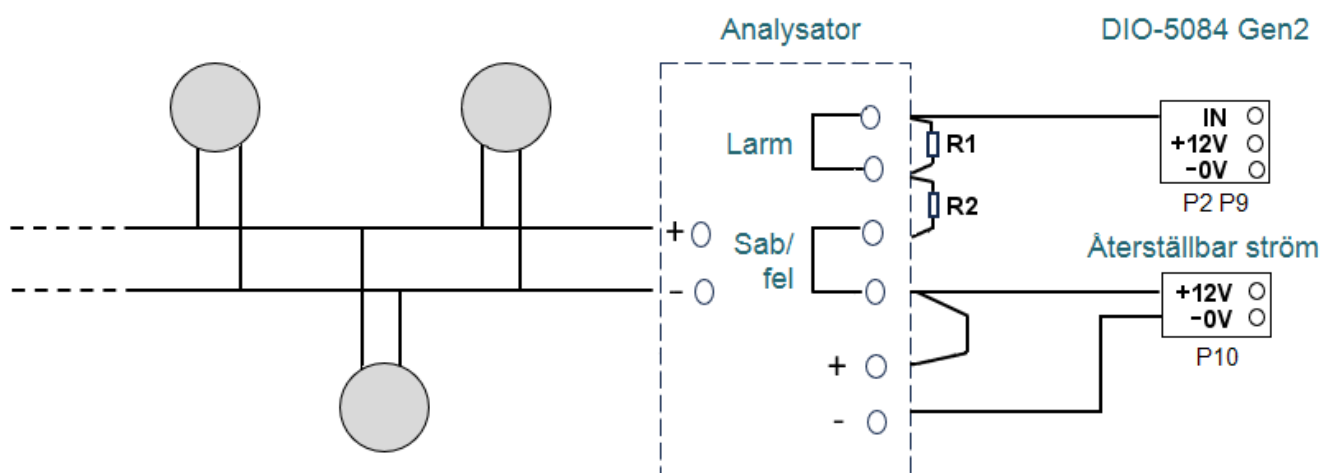 Analysator
DIO-5084 Gen2
Larm
R1
R2
IN
+12V
-0V
P2 P9
+
-
Sab/
fel
Återställbar ström
+12V
-0V
P10
+
-